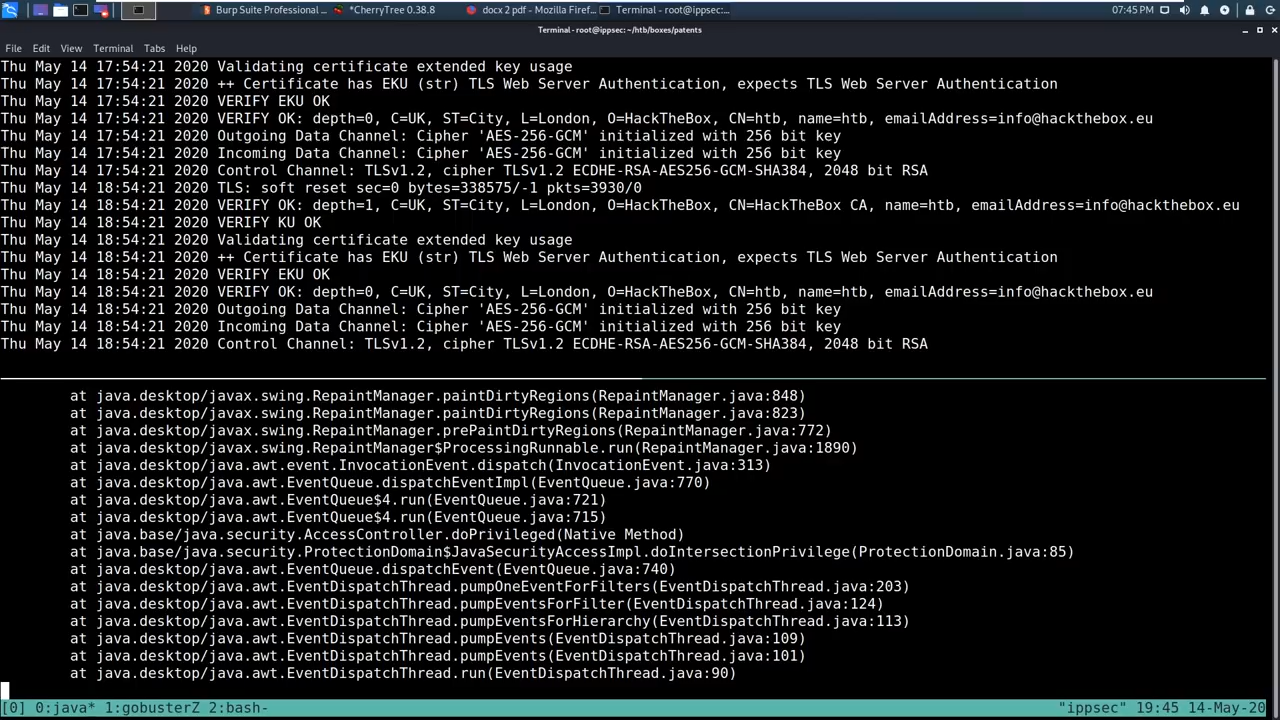 Burp Suite Professional ...
*CherryTree 0.38.8
docx 2 pdf - Mozilla Firef...
Terminal - root@ippsec:...
07:45 PM
Terminal - root@ippsec: ~/htb/boxes/patents
File Edit View Terminal Tabs Help
Thu May 14 17:54:21 2020 Validating certificate extended key usage
Thu May 14 17:54:21 2020 ++ Certificate has EKU (str) TLS Web Server Authentication, expects TLS Web Server Authentication
Thu May 14 17:54:21 2020 VERIFY EKU OK
Thu May 14 17:54:21 2020 VERIFY OK: depth=0, C=UK, ST=City, L=London, O=HackTheBox, CN=htb, name=htb, emailAddress=info@hackthebox.eu
Thu May 14 17:54:21 2020 Outgoing Data Channel: Cipher 'AES-256-GCM' initialized with 256 bit key
Thu May 14 17:54:21 2020 Incoming Data Channel: Cipher 'AES-256-GCM' initialized with 256 bit key
Thu May 14 17:54:21 2020 Control Channel: TLSv1.2, cipher TLSv1.2 ECDHE-RSA-AES256-GCM-SHA384, 2048 bit RSA
Thu May 14 18:54:21 2020 TLS: soft reset sec=0 bytes=338575/-1 pkts=3930/0
Thu May 14 18:54:21 2020 VERIFY OK: depth=1, C=UK, ST=City, L=London, O=HackTheBox, CN=HackTheBox CA, name=htb, emailAddress=info@hackthebox.eu
Thu May 14 18:54:21 2020 VERIFY KU OK
Thu May 14 18:54:21 2020 Validating certificate extended key usage
Thu May 14 18:54:21 2020 ++ Certificate has EKU (str) TLS Web Server Authentication, expects TLS Web Server Authentication
Thu May 14 18:54:21 2020 VERIFY EKU OK
Thu May 14 18:54:21 2020 VERIFY OK: depth=0, C=UK, ST=City, L=London, O=HackTheBox, CN=htb, name=htb, emailAddress=info@hackthebox.eu
Thu May 14 18:54:21 2020 Outgoing Data Channel: Cipher 'AES-256-GCM' initialized with 256 bit key
Thu May 14 18:54:21 2020 Incoming Data Channel: Cipher 'AES-256-GCM' initialized with 256 bit key
Thu May 14 18:54:21 2020 Control Channel: TLSv1.2, cipher TLSv1.2 ECDHE-RSA-AES256-GCM-SHA384, 2048 bit RSA
at java.desktop/javax.swing.RepaintManager.paintDirtyRegions(RepaintManager.java:848)
at java.desktop/javax.swing.RepaintManager.paintDirtyRegions(RepaintManager.java:823)
at java.desktop/javax.swing.RepaintManager.prePaintDirtyRegions(RepaintManager.java:772)
at java.desktop/javax.swing.RepaintManager$ProcessingRunnable.run(RepaintManager.java:1890)
at java.desktop/java.awt.event.InvocationEvent.dispatch(InvocationEvent.java:313)
at java.desktop/java.awt.EventQueue.dispatchEventImpl(EventQueue.java:770)
at java.desktop/java.awt.EventQueue$4.run(EventQueue.java:721)
at java.desktop/java.awt.EventQueue$4.run(EventQueue.java:715)
at java.base/java.security.AccessController.doPrivileged(Native Method)
at java.base/java.security.ProtectionDomain$JavaSecurityAccessImpl.doIntersectionPrivilege(ProtectionDomain.java:85)
at java.desktop/java.awt.EventQueue.dispatchEvent(EventQueue.java:740)
at java.desktop/java.awt.EventDispatchThread.pumpOneEventForFilters(EventDispatchThread.java:203)
at java.desktop/java.awt.EventDispatchThread.pumpEventsForFilter(EventDispatchThread.java:124)
at java.desktop/java.awt.EventDispatchThread.pumpEventsForHierarchy(EventDispatchThread.java:113)
at java.desktop/java.awt.EventDispatchThread.pumpEvents(EventDispatchThread.java:109)
at java.desktop/java.awt.EventDispatchThread.pumpEvents(EventDispatchThread.java:101)
at java.desktop/java.awt.EventDispatchThread.run(EventDispatchThread.java:90)
[0] 0:java* 1:gobusterZ 2:bash- "ippsec" 19:45 14-May-20